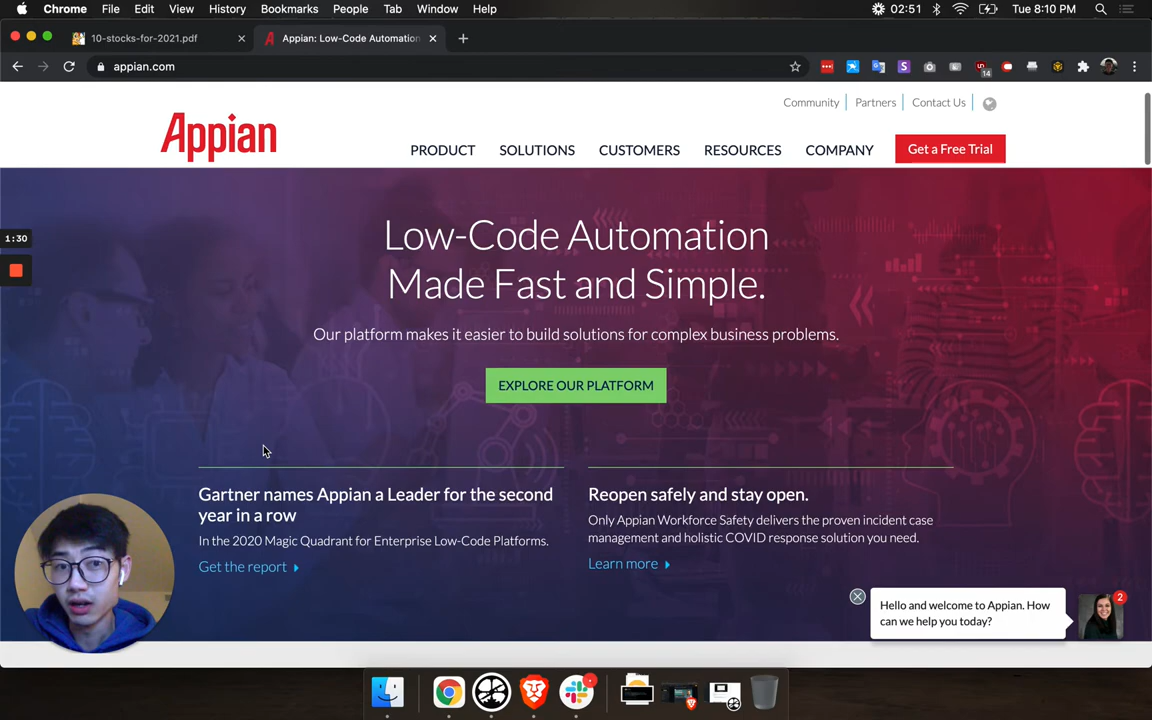 Chrome File Edit View History Bookmarks People Tab Window Help 02:51 Tue 8:10 PM
10-stocks-for-2021.pdf Appian: Low-Code Automation
appian.com
14
Community Partners Contact Us
Appian
PRODUCT SOLUTIONS CUSTOMERS RESOURCES COMPANY Get a Free Trial
1:30
Low-Code Automation
Made Fast and Simple.
Our platform makes it easier to build solutions for complex business problems.
EXPLORE OUR PLATFORM
Gartner names Appian a Leader for the second
year in a row
In the 2020 Magic Quadrant for Enterprise Low-Code Platforms.
Get the report
Reopen safely and stay open.
Only Appian Workforce Safety delivers the proven incident case
management and holistic COVID response solution you need.
Learn more
Hello and welcome to Appian. How
can we help you today?
2